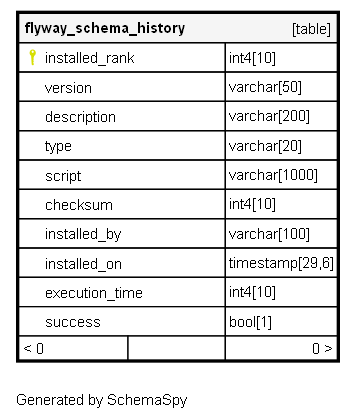 flyway_schema_history [table]
installed_rank int4[10]
version varchar[50]
description varchar[200]
type varchar[20]
script varchar[1000]
checksum int4[10]
installed_by varchar[100]
installed_on timestamp[29,6]
execution_time int4[10]
success bool[1]
< 0 0 >
Generated by SchemaSpy